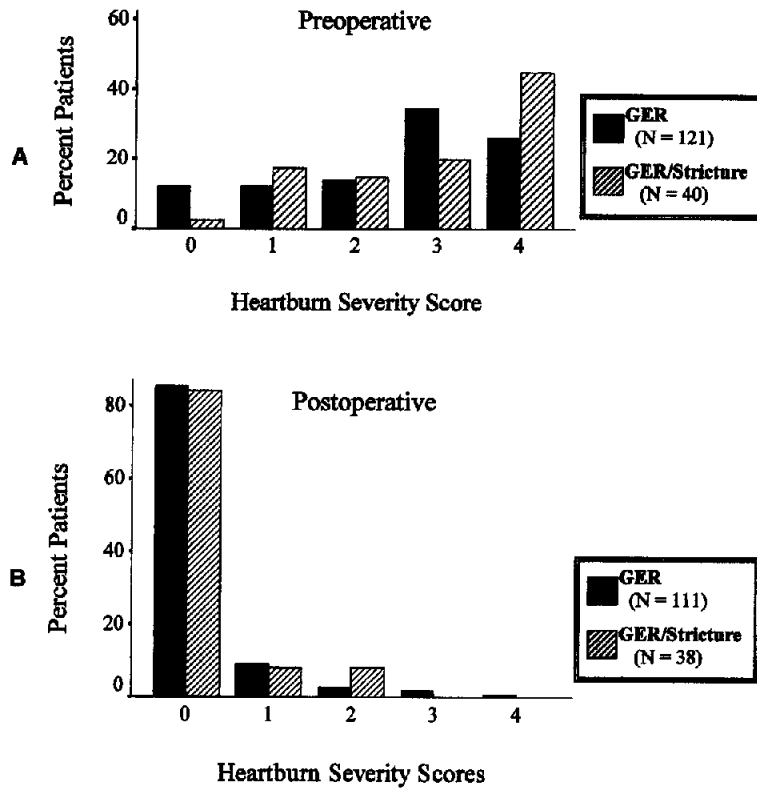 Preoperative
A
Percent Patients
60
40
20
0
0 1 2 3 4
Heartburn Severity Score
GER
(N = 121)
GER/Stricture
(N = 40)
Postoperative
B
Percent Patients
80
60
40
20
0
0 1 2 3 4
Heartburn Severity Scores
GER
(N = 111)
GER/Stricture
(N = 38)